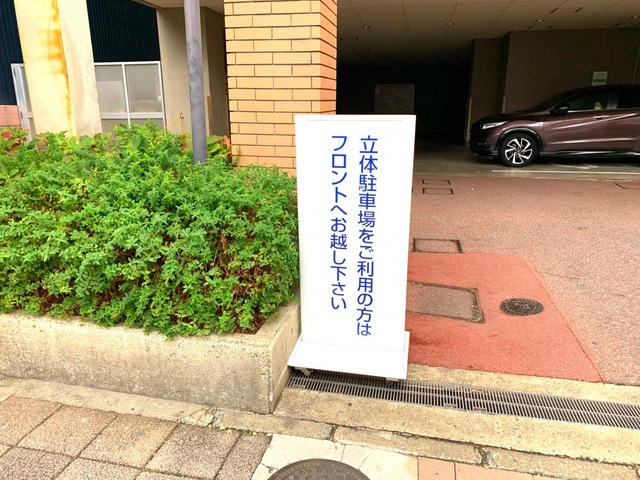 立体駐車場をご利用の方は
フロントへお越し下さい